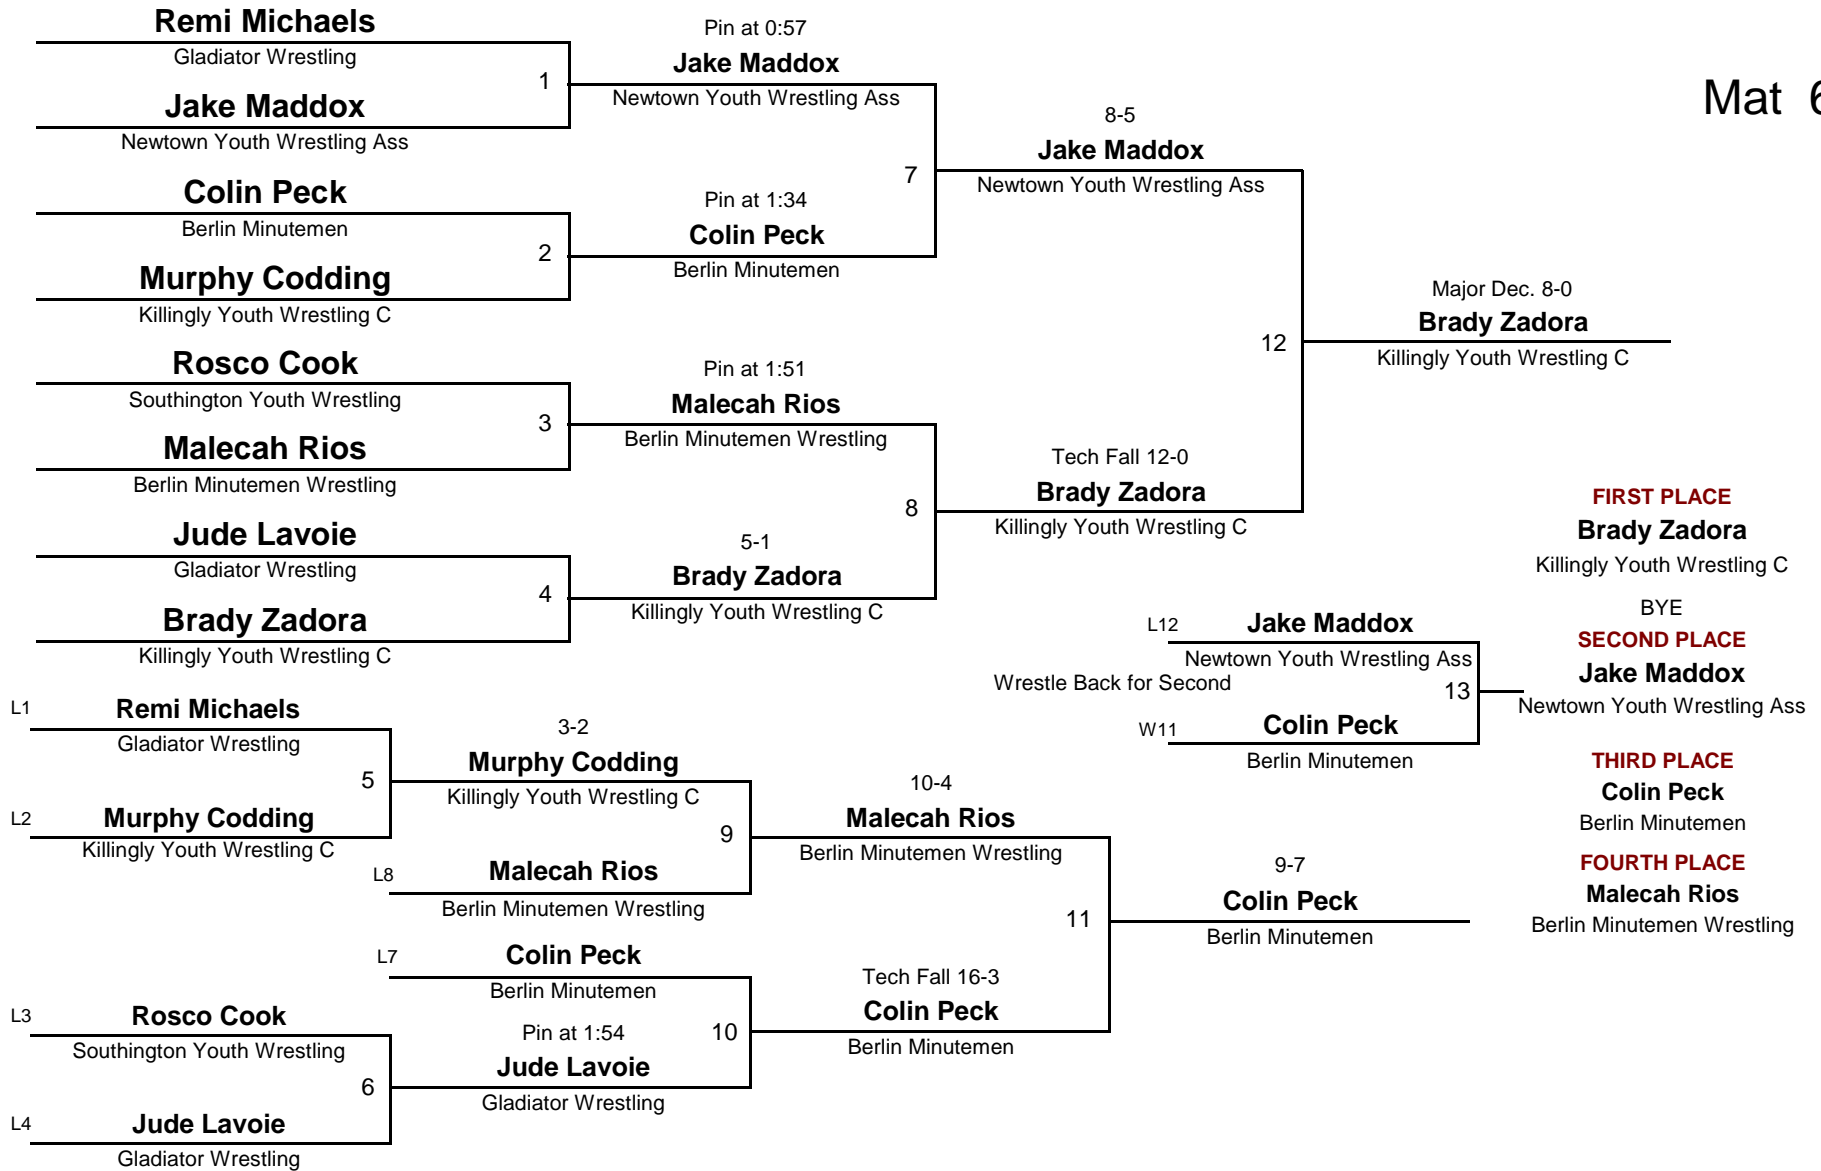 Remi Michaels
Gladiator Wrestling
1
Jake Maddox
Newtown Youth Wrestling Ass
Colin Peck
Berlin Minutemen
2
Murphy Codding
Killingly Youth Wrestling C
Rosco Cook
Southington Youth Wrestling
3
Malecah Rios
Berlin Minutemen Wrestling
Jude Lavoie
Gladiator Wrestling
4
Brady Zadora
Killingly Youth Wrestling C
Pin at 0:57
Jake Maddox
Newtown Youth Wrestling Ass
7
Pin at 1:34
Colin Peck
Berlin Minutemen
Pin at 1:51
Malecah Rios
Berlin Minutemen Wrestling
8
5-1
Brady Zadora
Killingly Youth Wrestling C
8-5
Jake Maddox
Newtown Youth Wrestling Ass
12
Tech Fall 12-0
Brady Zadora
Killingly Youth Wrestling C
Mat 6
Major Dec. 8-0
Brady Zadora
Killingly Youth Wrestling C
L1
Remi Michaels
Gladiator Wrestling
5
L2
Murphy Codding
Killingly Youth Wrestling C
L3
Rosco Cook
Southington Youth Wrestling
6
L4
Jude Lavoie
Gladiator Wrestling
3-2
Murphy Codding
Killingly Youth Wrestling C
9
L8
Malecah Rios
Berlin Minutemen Wrestling
L7
Colin Peck
Berlin Minutemen
10
Pin at 1:54
Jude Lavoie
Gladiator Wrestling
10-4
Malecah Rios
Berlin Minutemen Wrestling
11
Tech Fall 16-3
Colin Peck
Berlin Minutemen
9-7
Colin Peck
Berlin Minutemen
L12
Jake Maddox
Newtown Youth Wrestling Ass
Wrestle Back for Second
13
W11
Colin Peck
Berlin Minutemen
FIRST PLACE
Brady Zadora
Killingly Youth Wrestling C
BYE
SECOND PLACE
Jake Maddox
Newtown Youth Wrestling Ass
THIRD PLACE
Colin Peck
Berlin Minutemen
FOURTH PLACE
Malecah Rios
Berlin Minutemen Wrestling